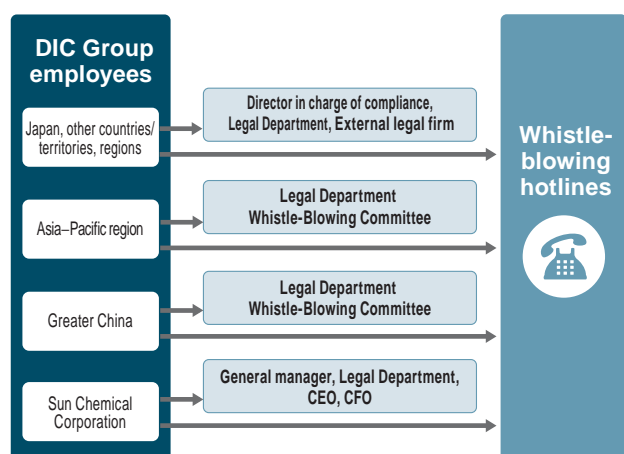 DIC Group
employees
Japan, other countries/
territories, regions
Director in charge of compliance,
Legal Department, External legal firm
Asia–Pacific region
Legal Department
Whistle-Blowing Committee
Greater China
Legal Department
Whistle-Blowing Committee
Sun Chemical
Corporation
General manager, Legal Department,
CEO, CFO
Whistle-
blowing
hotlines